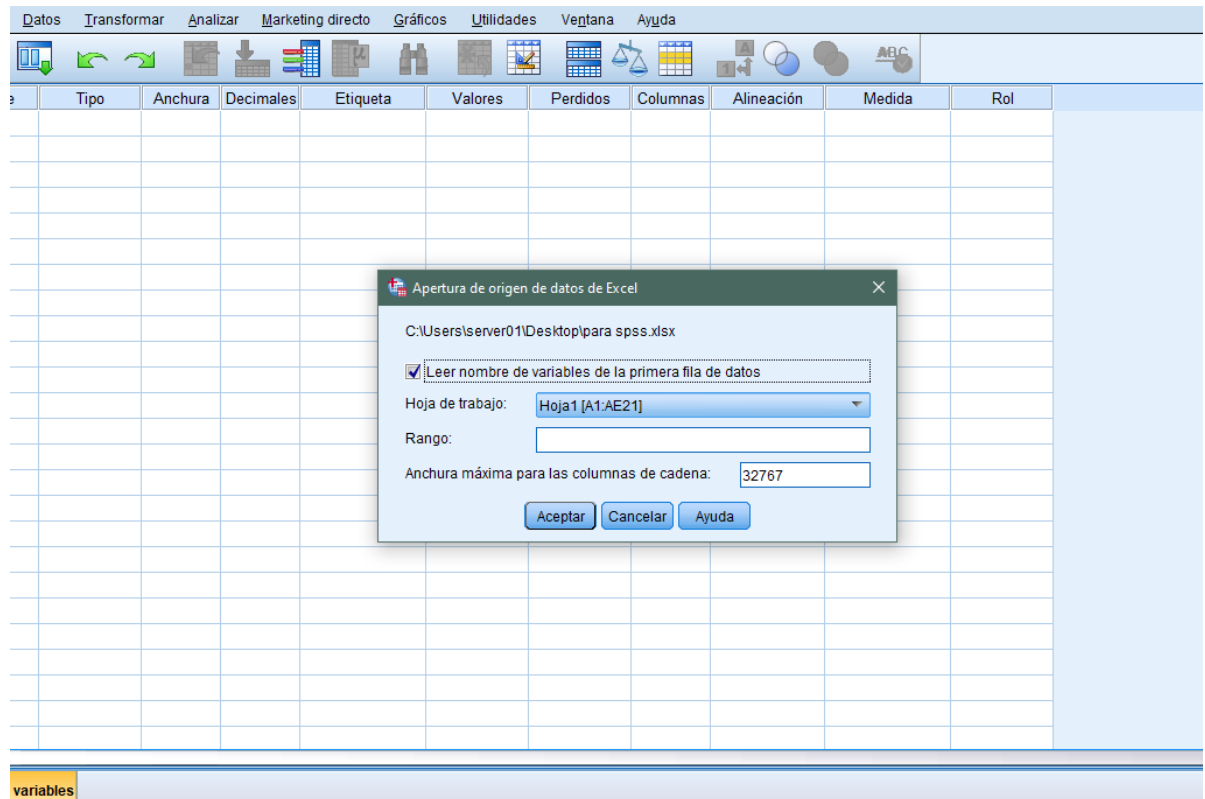 Datos Transformar Analizar Marketing directo Gráficos Utilidades Ventana Ayuda
A
1
ABC
Tipo Anchura Decimales Etiqueta Valores Perdidos Columnas Alineación Medida Rol
Apertura de origen de datos de Excel
C:\Users\server01\Desktop\para spss.xlsx
Leer nombre de variables de la primera fila de datos
Hoja de trabajo: Hoja1 [A1:AE21]
Rango:
Anchura máxima para las columnas de cadena: 32767
Aceptar Cancelar Ayuda
variables